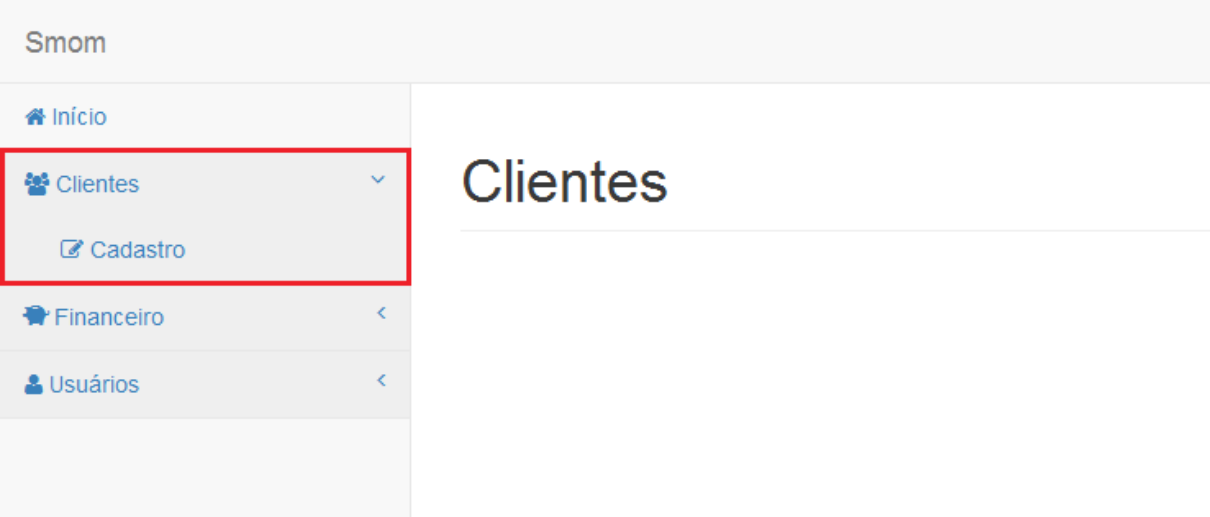 Smom
Início
Clientes
Cadastro
Financeiro
Usuários
Clientes